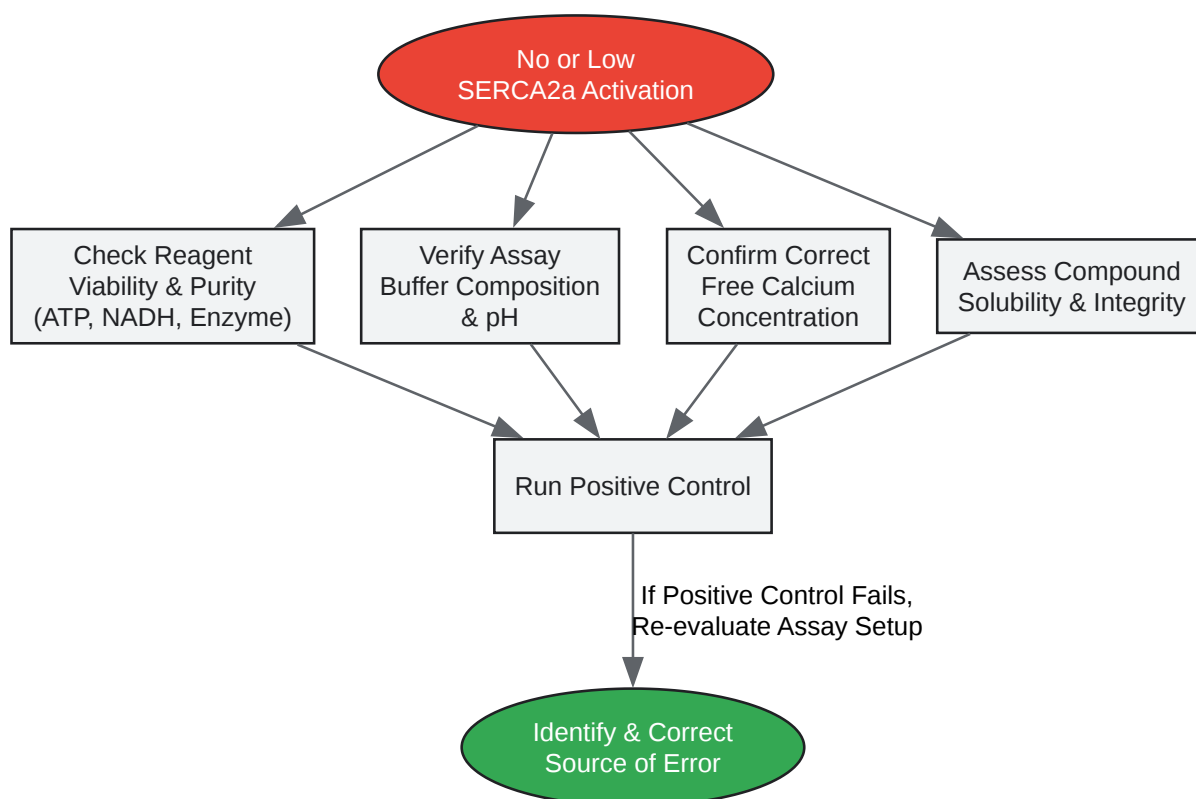 No or Low
SERCA2a Activation
Check Reagent
Viability & Purity
(ATP, NADH, Enzyme)
Verify Assay
Buffer Composition
& pH
Confirm Correct
Free Calcium
Concentration
Assess Compound
Solubility & Integrity
Run Positive Control
If Positive Control Fails,
Re-evaluate Assay Setup
Identify & Correct
Source of Error